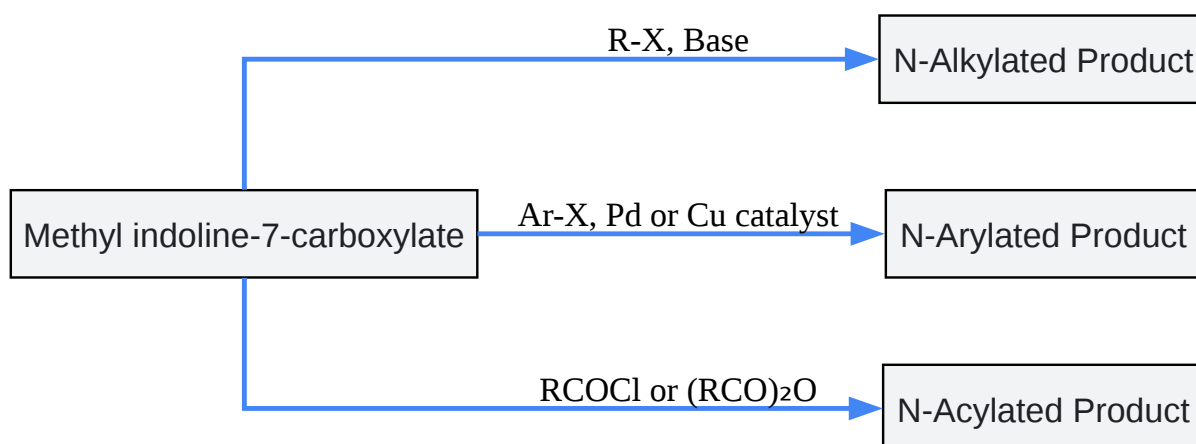 R-X, Base
N-Alkylated Product
Methyl indoline-7-carboxylate
Ar-X, Pd or Cu catalyst
N-Arylated Product
RCOCl or (RCO)₂O
N-Acylated Product